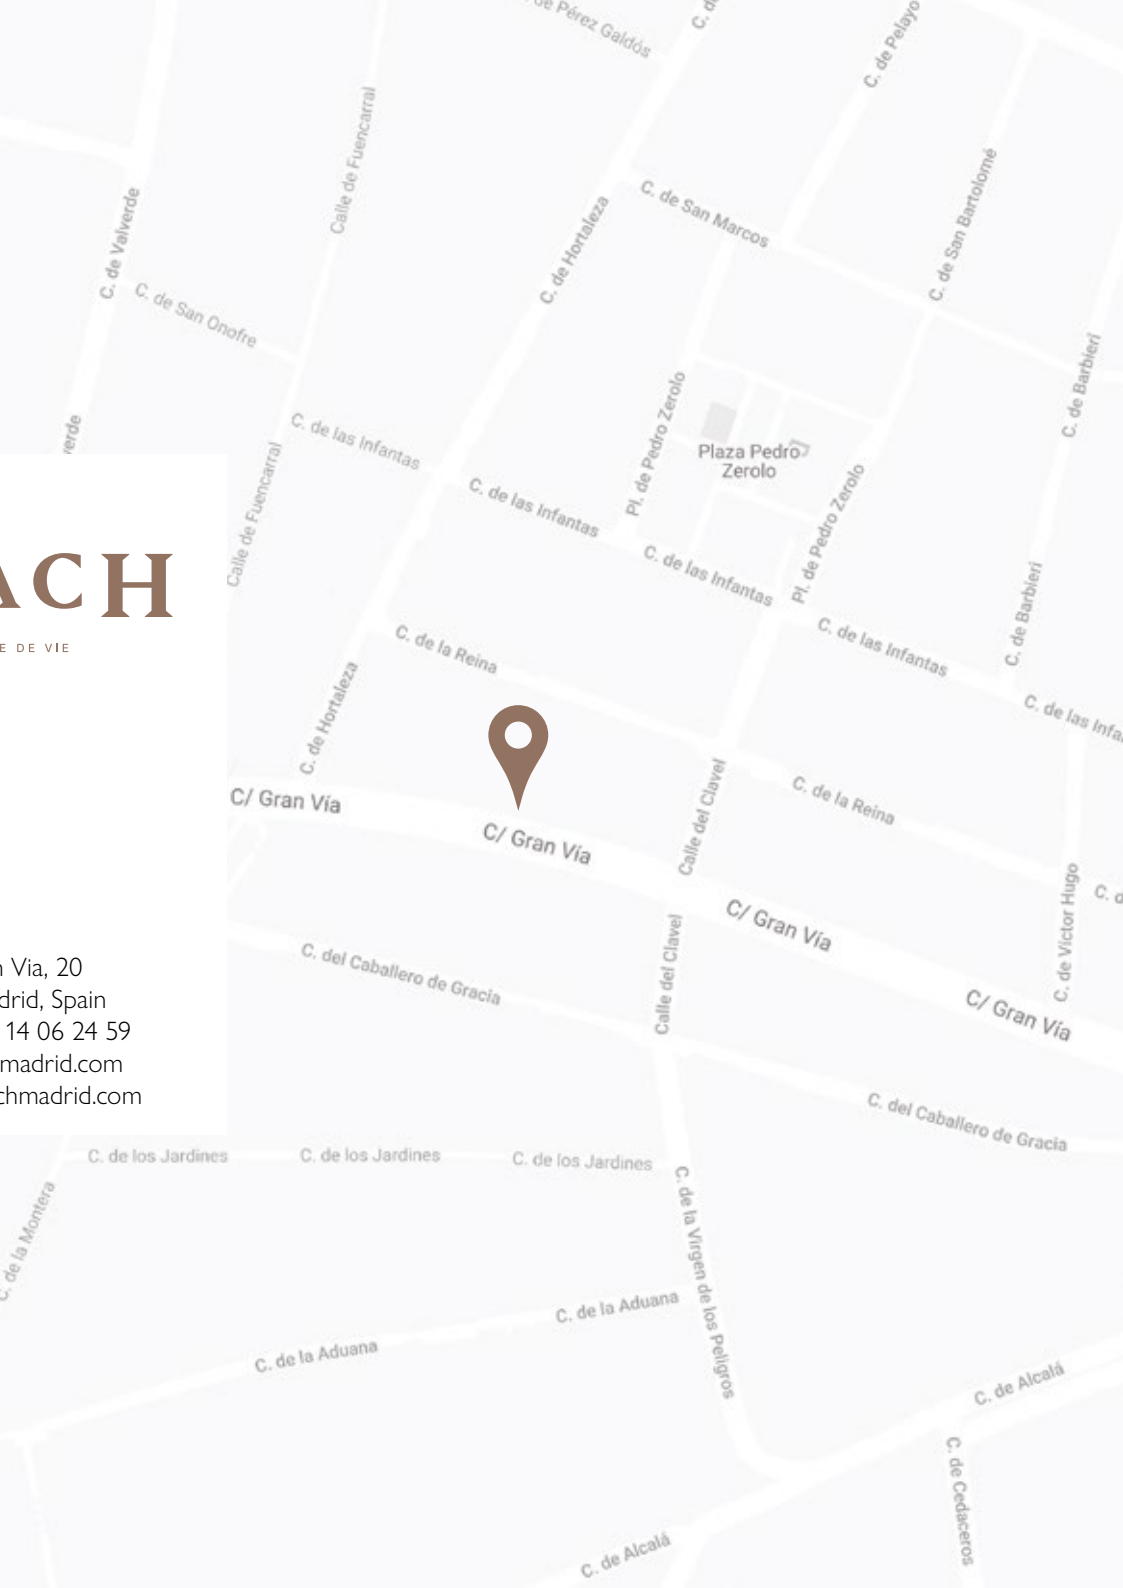 de Pérez Galdós
C. de
C. de Pelayo
Calle de Fuencarral
C. de San Bartolomé
C. de San Marcos
C. de Valverde
C. de Hortaleza
C. de San Onofre
C. de Barbieri
Pl. de Pedro Zerolo
Plaza Pedro
Zerolo
verde
C. de las Infantas
Calle de Fuencarral
C. de las Infantas
Pl. de Pedro Zerolo
C. de las Infantas
C. de Barbieri
ACH
E DE VIE
C. de la Reina
C. de las Infantas
C. de Hortaleza
C. de las Infa
C/ Gran Vía
C/ Gran Vía
Calle del Clavel
C. de la Reina
C. d
C. de Víctor Hugo
C/ Gran Vía
Calle del Clavel
C. del Caballero de Gracia
C/ Gran Vía
n Via, 20
drid, Spain
14 06 24 59
madrid.com
chmadrid.com
C. del Caballero de Gracia
C. de los Jardines
C. de los Jardines
C. de los Jardines
C. de la Montera
C. de la Virgen de los Peligros
C. de la Aduana
C. de la Aduana
C. de Alcalá
C. de Cedaceros
C. de Alcalá